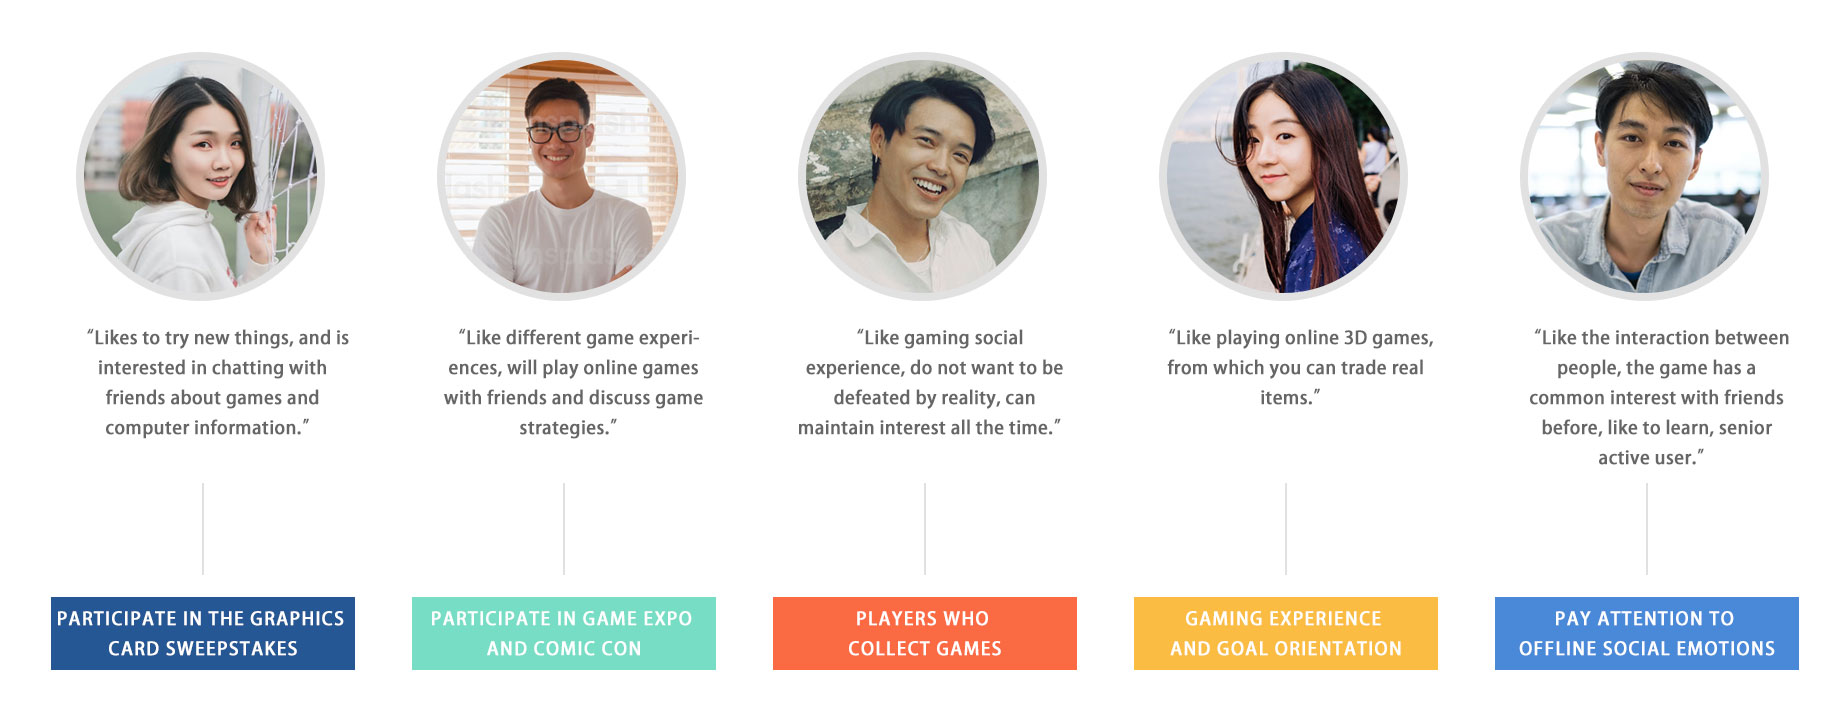 “Likes to try new things, and is
interested in chatting with
friends about games and
computer information.”
“Like different game experi-
ences, will play online games
with friends and discuss game
strategies.”
“Like gaming social
experience, do not want to be
defeated by reality, can
maintain interest all the time.”
“Like playing online 3D games,
from which you can trade real
items.”
“Like the interaction between
people, the game has a
common interest with friends
before, like to learn, senior
active user.”
PARTICIPATE IN THE GRAPHICS
CARD SWEEPSTAKES
PARTICIPATE IN GAME EXPO
AND COMIC CON
PLAYERS WHO
COLLECT GAMES
GAMING EXPERIENCE
AND GOAL ORIENTATION
PAY ATTENTION TO
OFFLINE SOCIAL EMOTIONS